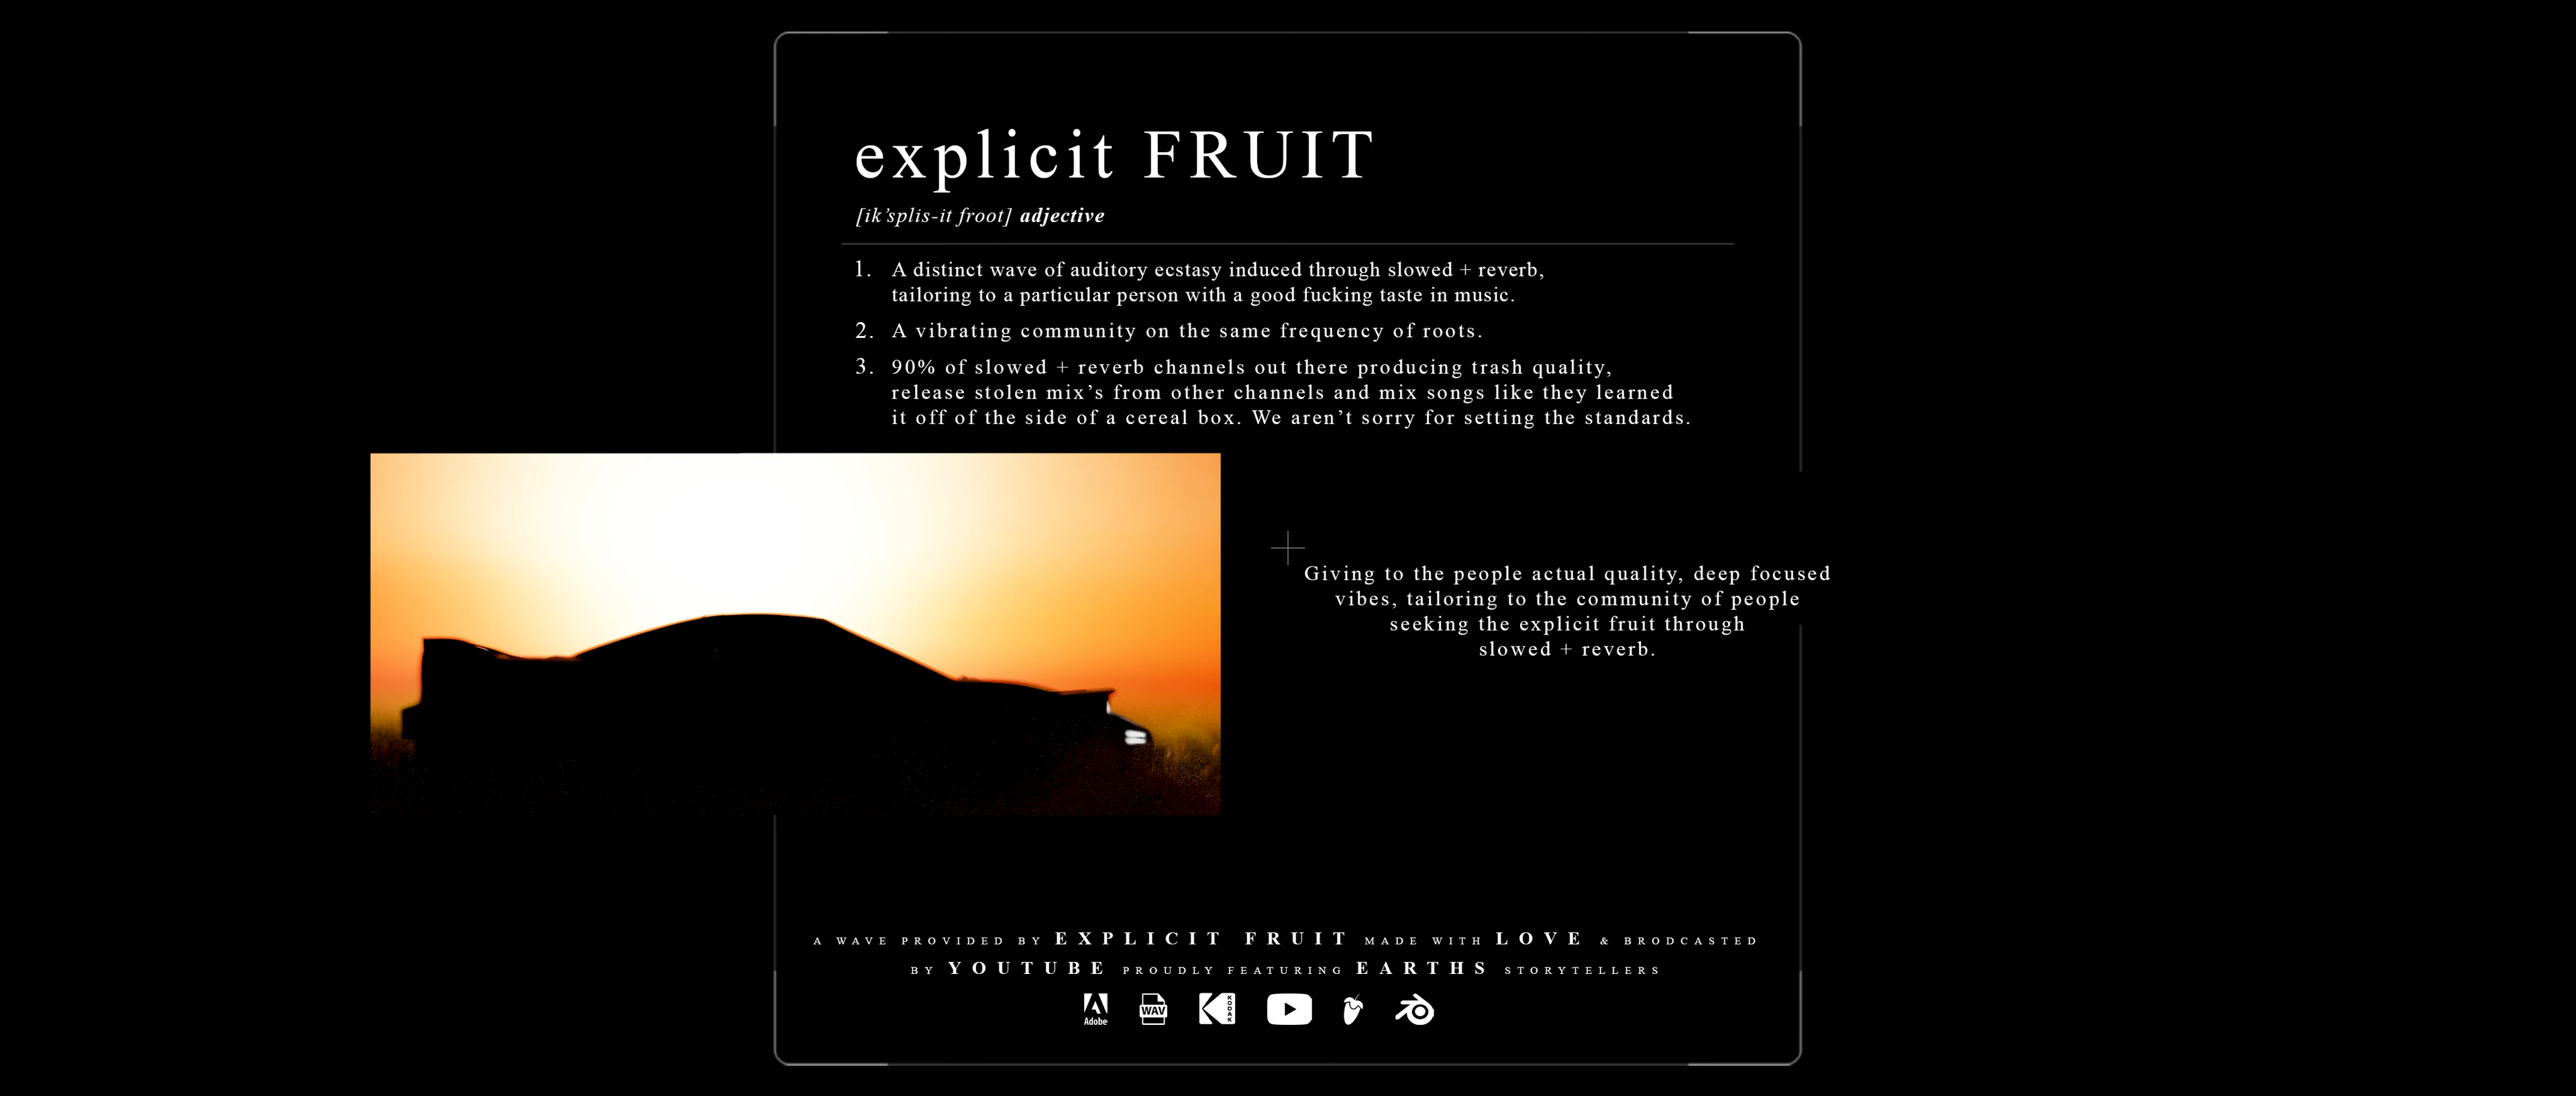 explicit FRUIT
[ik’splis-it froot] adjective
1. A distinct wave of auditory ecstasy induced through slowed + reverb,
tailoring to a particular person with a good fucking taste in music.
2. A vibrating community on the same frequency of roots.
3. 90% of slowed + reverb channels out there producing trash quality,
release stolen mix’s from other channels and mix songs like they learned
it off of the side of a cereal box. We aren’t sorry for setting the standards.
Giving to the people actual quality, deep focused
vibes, tailoring to the community of people
seeking the explicit fruit through
slowed + reverb.
A WAVE PROVIDED BY EXPLICIT FRUIT MADE WITH LOVE & BRODCASTED
BY YOUTUBE PROUDLY FEATURING EARTHS STORYTELLERS
Adobe WAV KODAK